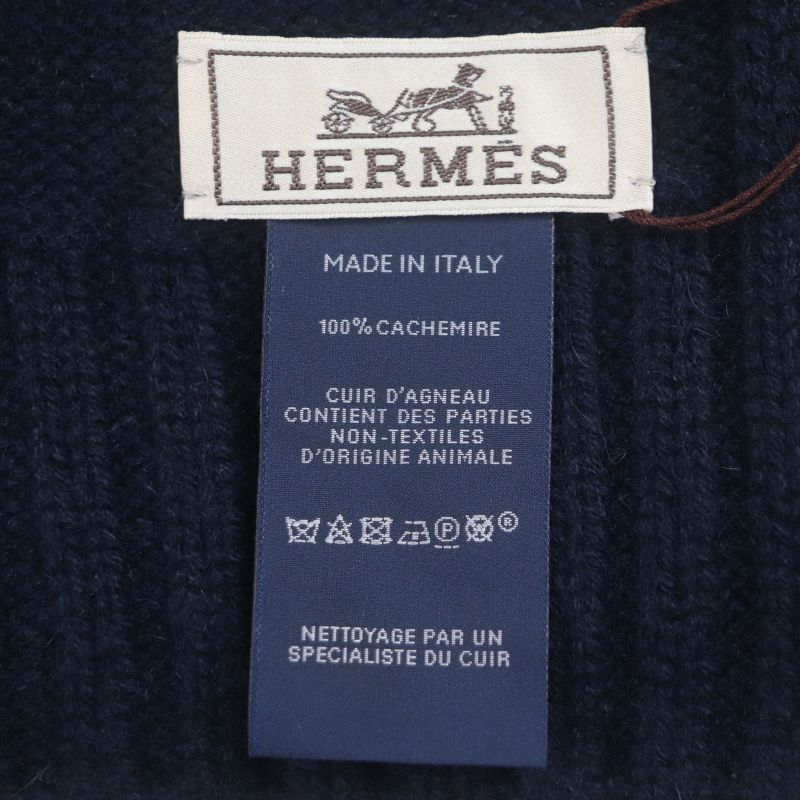 HERMÈS
MADE IN ITALY
100% CACHEMIRE
CUIR D'AGNEAU
CONTIENT DES PARTIES
NON-TEXTILES
D'ORIGINE ANIMALE
P W ®
NETTOYAGE PAR UN
SPECIALISTE DU CUIR